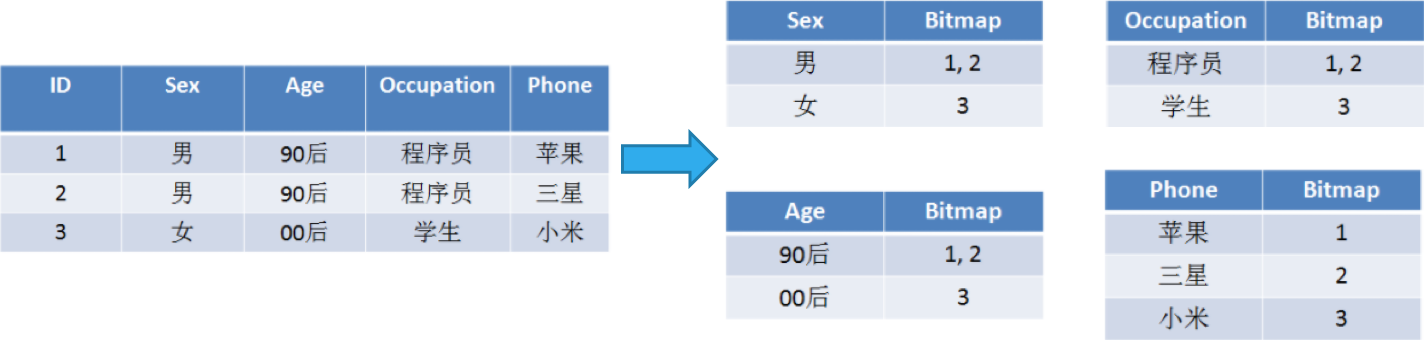 ID Sex Age Occupation Phone
1 男 90后 程序员 苹果
2 男 90后 程序员 三星
3 女 00后 学生 小米
Sex Bitmap
男 1, 2
女 3
Age Bitmap
90后 1, 2
00后 3
Occupation Bitmap
程序员 1, 2
学生 3
Phone Bitmap
苹果 1
三星 2
小米 3